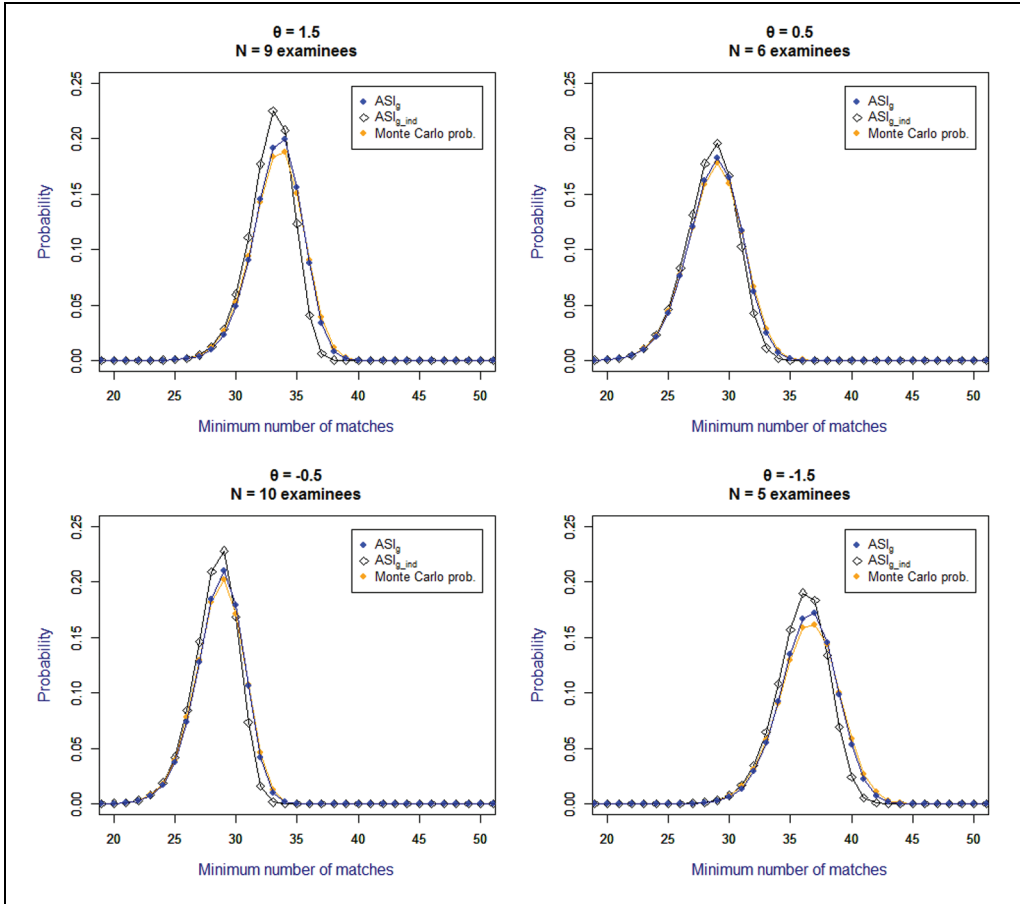 θ = 1.5
N = 9 examinees
0.25
0.20
0.15
0.10
0.05
0.00
Probability
ASIg
ASIg_ind
Monte Carlo prob.
20 25 30 35 40 45 50
Minimum number of matches
θ = 0.5
N = 6 examinees
0.25
0.20
0.15
0.10
0.05
0.00
Probability
ASIg
ASIg_ind
Monte Carlo prob.
20 25 30 35 40 45 50
Minimum number of matches
θ = -0.5
N = 10 examinees
0.25
0.20
0.15
0.10
0.05
0.00
Probability
ASIg
ASIg_ind
Monte Carlo prob.
20 25 30 35 40 45 50
Minimum number of matches
θ = -1.5
N = 5 examinees
0.25
0.20
0.15
0.10
0.05
0.00
Probability
ASIg
ASIg_ind
Monte Carlo prob.
20 25 30 35 40 45 50
Minimum number of matches